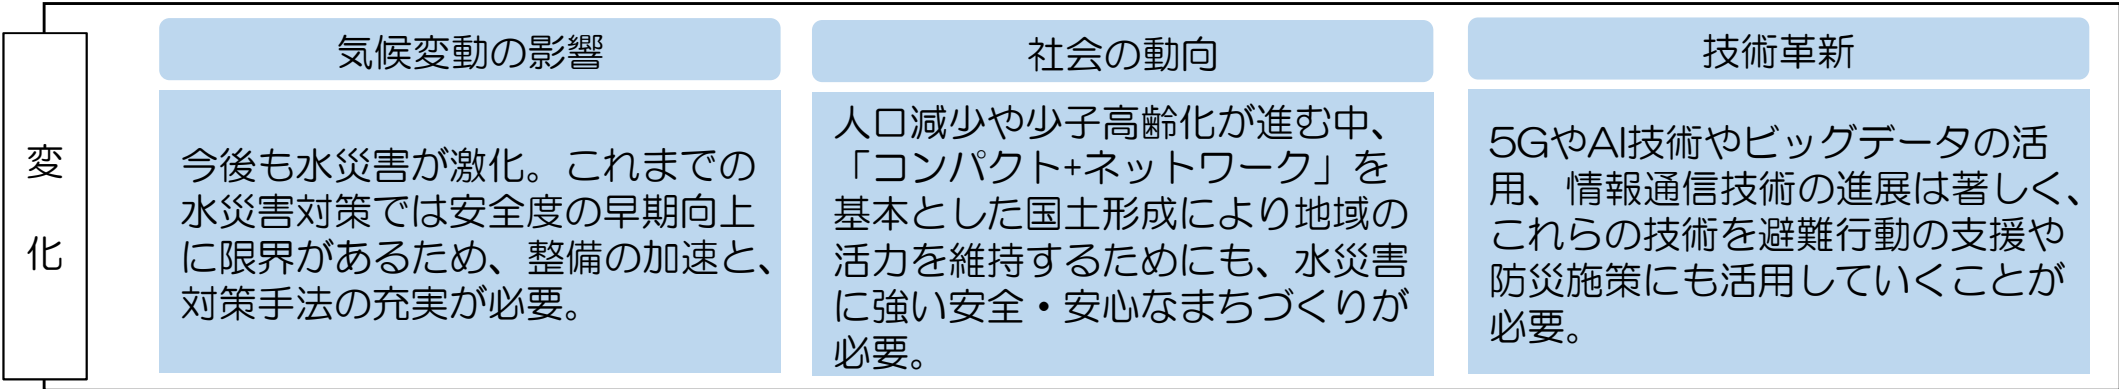 変
化
気候変動の影響
今後も水災害が激化。これまでの
水災害対策では安全度の早期向上
に限界があるため、整備の加速と、
対策手法の充実が必要。
社会の動向
人口減少や少子高齢化が進む中、
「コンパクト+ネットワーク」を
基本とした国土形成により地域の
活力を維持するためにも、水災害
に強い安全・安心なまちづくりが
必要。
技術革新
5GやAI技術やビッグデータの活
用、情報通信技術の進展は著しく、
これらの技術を避難行動の支援や
防災施策にも活用していくことが
必要。